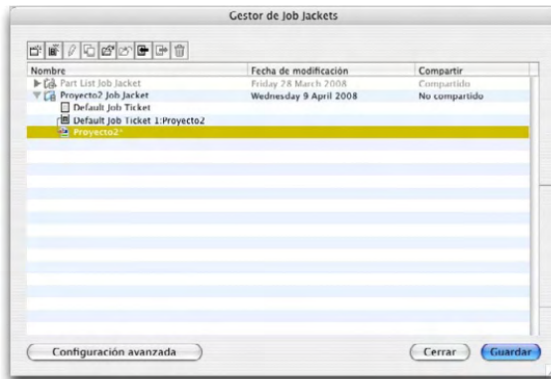 Gestor de Job Jackets
Nombre Fecha de modificación Compartir
Part List Job Jacket Friday 28 March 2008 Compartido
Proyecto2 Job Jacket Wednesday 9 April 2008 No compartido
Default Job Ticket
Default Job Ticket 1:Proyecto2
Proyecto2*
Configuración avanzada Cerrar Guardar